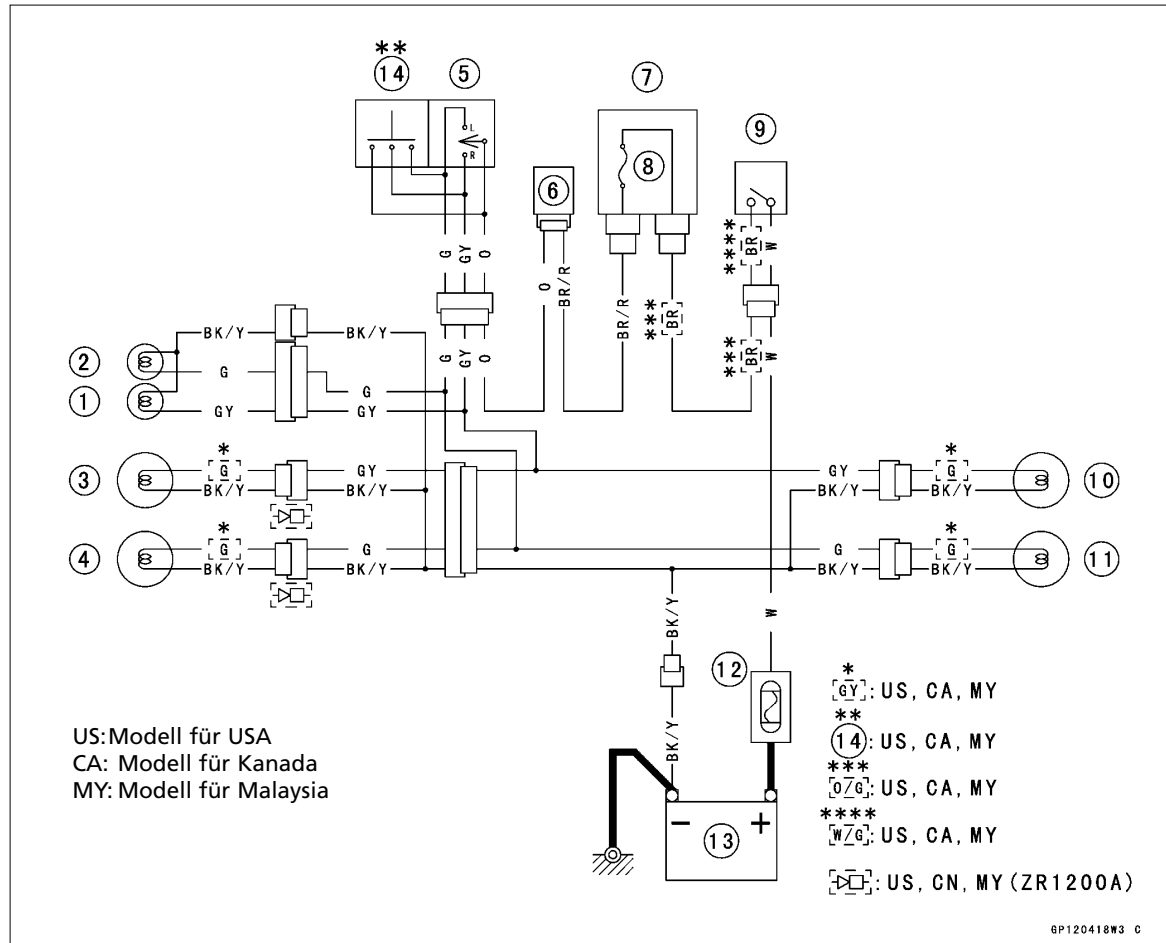 **
14 5 7
9
L
R
6 8
G GY O
O BR/R
BR/R
***
BR
****
BR W
***
BR W
2 BK/Y BK/Y
G G GY O
1 G
GY GY
3 * G GY GY * G 10
BK/Y BK/Y BK/Y BK/Y
4 * G G G * G 11
BK/Y BK/Y BK/Y BK/Y
BK/Y W
12
BK/Y
*
GY : US, CA, MY
**
14 : US, CA, MY
***
O/G : US, CA, MY
****
W/G : US, CA, MY
: US, CN, MY (ZR1200A)
US: Modell für USA
CA: Modell für Kanada
MY: Modell für Malaysia
− 13 +
GP120418W3 C